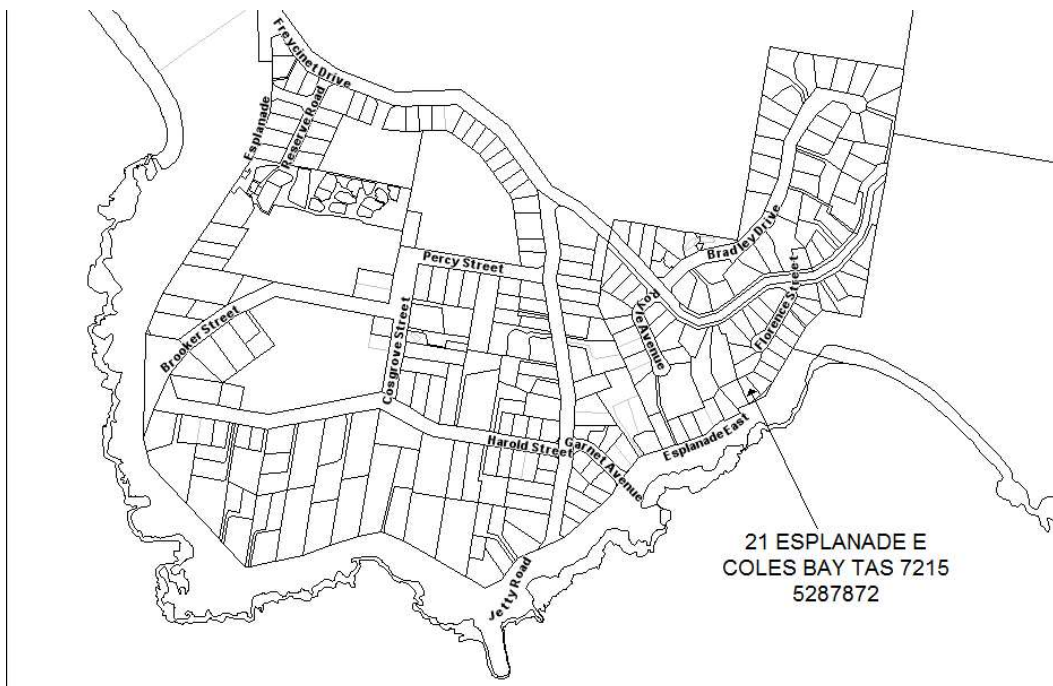 Freycinet Drive
Esplanade
Reserve Road
Percy Street
Bradley Drive
Royle Avenue
Florence Street
Brooker Street
Cosgrove Street
Harold Street
Garnet Avenue
Esplanade East
Jetty Road
21 ESPLANADE E
COLES BAY TAS 7215
5287872